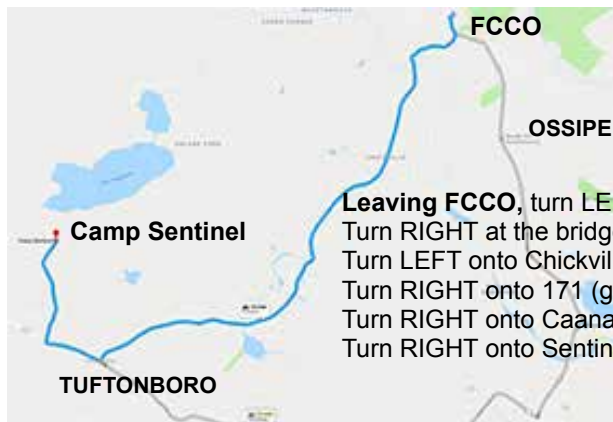 FCCO
OSSIPE
Leaving FCCO, turn LE
Turn RIGHT at the bridg
Camp Sentinel
Turn LEFT onto Chickvil
Turn RIGHT onto 171 (g
Turn RIGHT onto Caana
Turn RIGHT onto Sentin
TUFTONBORO